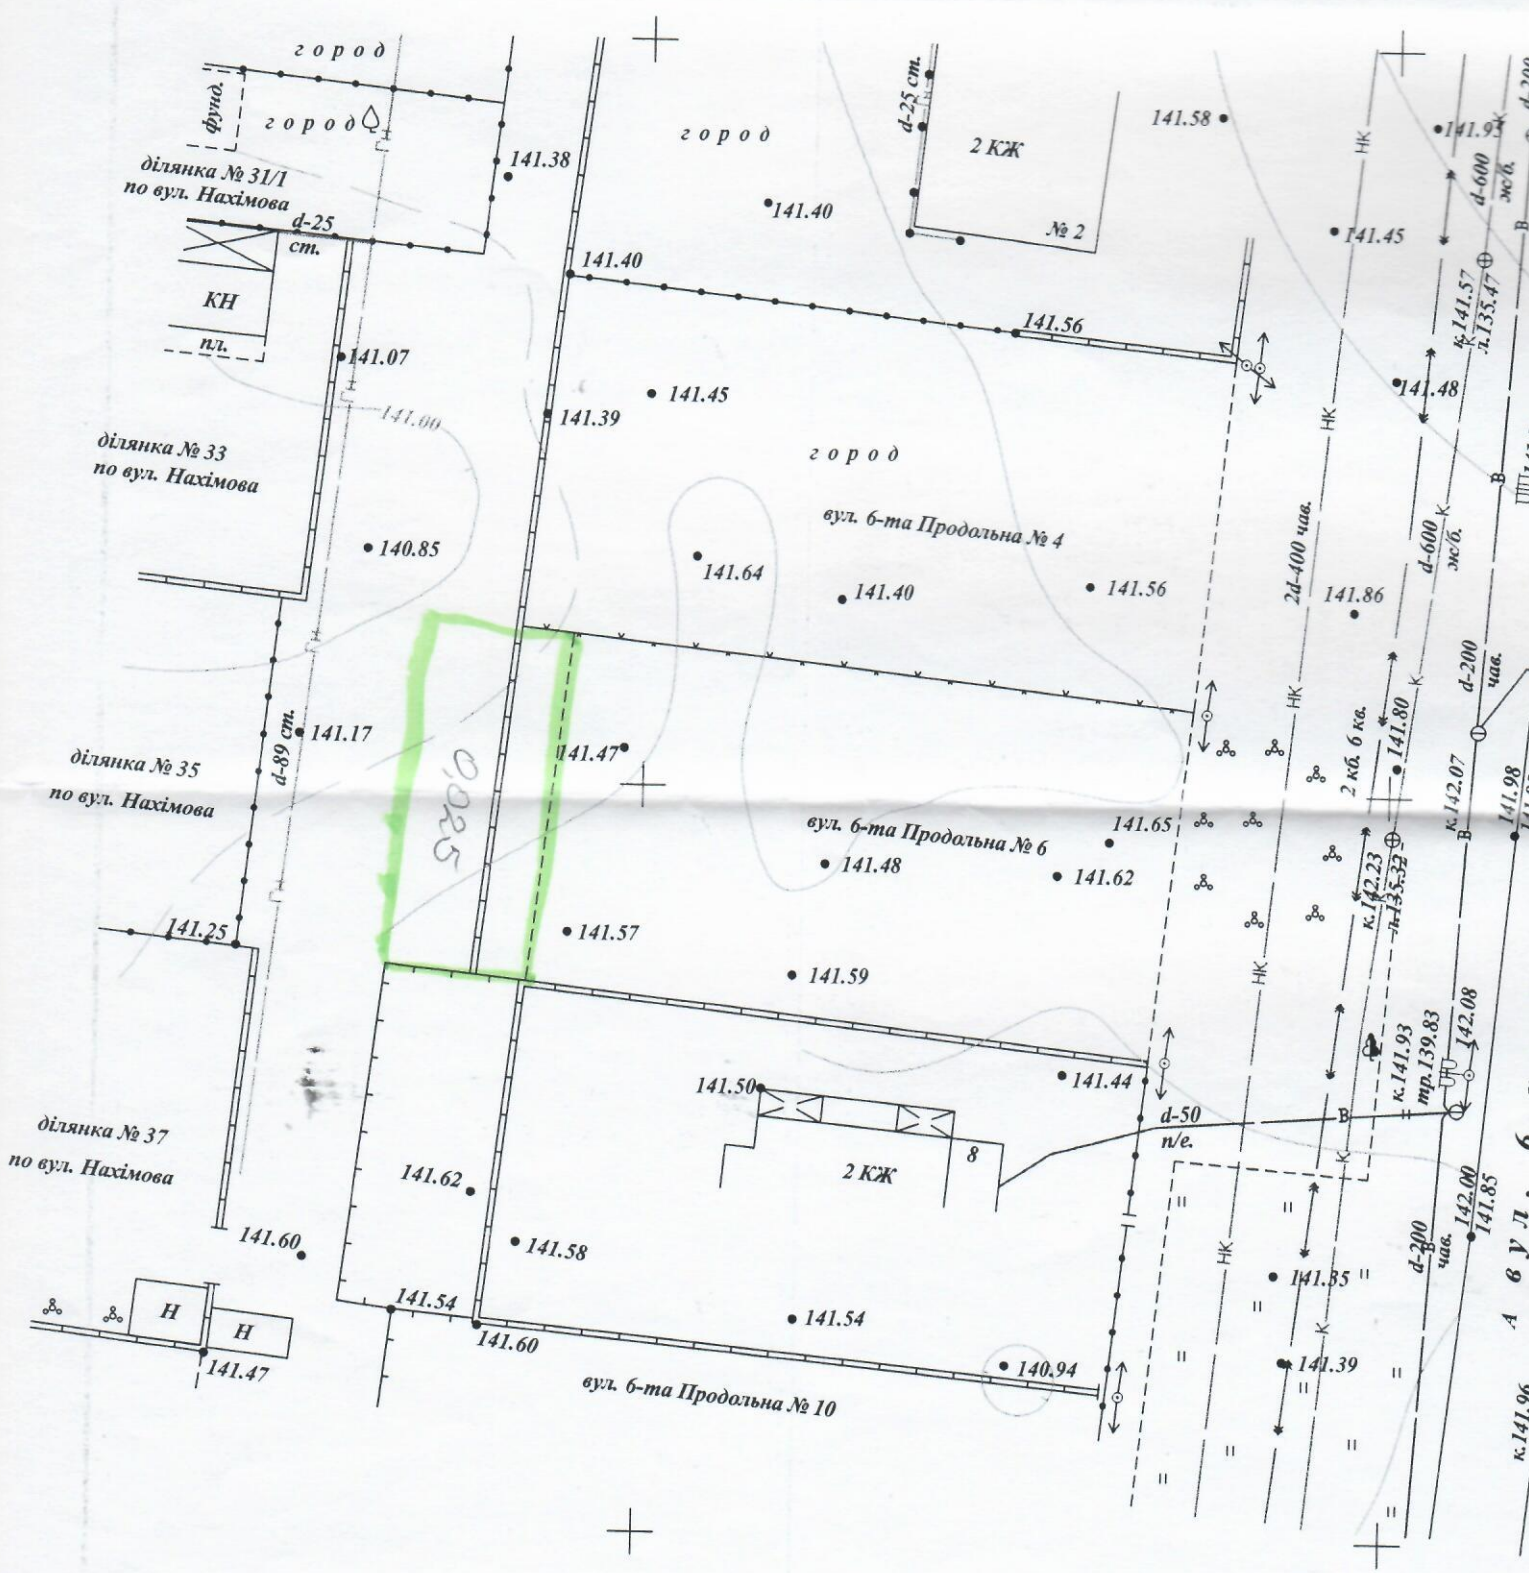 город
фунд.
город
Гн
ділянка № 31/1
по вул. Нахімова
d-25
ст.
КН
пл.
141.38
141.40
141.07
Гн
141.00
141.39
город
141.40
d-25 ст.
2 КЖ
№ 2
141.56
141.58
141.45
141.48
НК
d-600
ж/б.
К
В
d-200
к.141.57
л.135.47
К
ділянка № 33
по вул. Нахімова
140.85
141.45
город
вул. 6-та Продольна № 4
141.64
141.40
141.56
НК
2d-400 чав.
141.86
d-600
ж/б.
К
В
Гн
ділянка № 35
по вул. Нахімова
d-89 ст.
141.17
0,0025
141.47
вул. 6-та Продольна № 6
141.65
141.48
141.62
141.57
141.59
НК
2 кб. 6 кв.
К
141.80
d-200
чав.
к.142.07
В
141.98
к.142.23
л.135.32
Гн
141.25
НК
ділянка № 37
по вул. Нахімова
141.60
Н
Н
141.47
141.50
141.44
2 КЖ
8
d-50
п/е.
В
К
к.141.93
тр.139.83
142.08
141.62
141.58
141.54
141.60
141.54
140.94
вул. 6-та Продольна № 10
НК
141.35
141.39
К
d-200
чав.
В
142.00
141.85
А вул. 6
к.141.96